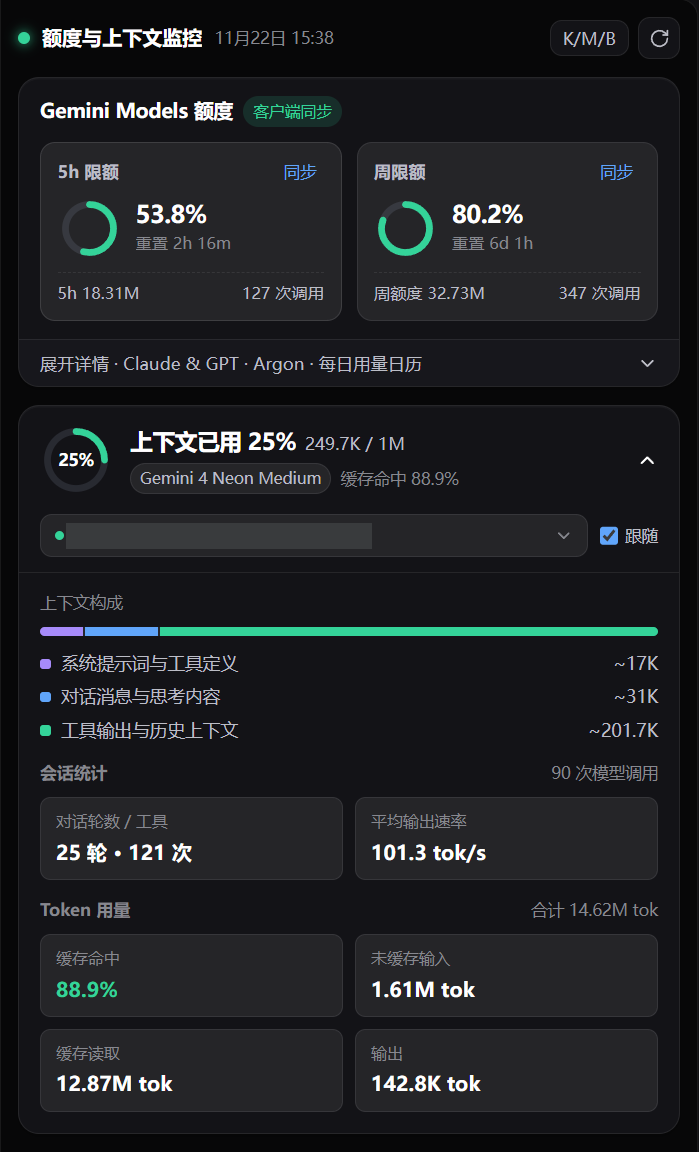 额度与上下文监控 11月22日 15:38 K/M/B
Gemini Models 额度 客户端同步
5h 限额 同步
53.8%
重置 2h 16m
5h 18.31M 127 次调用
周限额 同步
80.2%
重置 6d 1h
周额度 32.73M 347 次调用
展开详情 · Claude & GPT · Argon · 每日用量日历
25%
上下文已用 25% 249.7K / 1M
Gemini 4 Neon Medium 缓存命中 88.9%
跟随
上下文构成
系统提示词与工具定义 ~17K
对话消息与思考内容 ~31K
工具输出与历史上下文 ~201.7K
会话统计 90 次模型调用
对话轮数 / 工具
25 轮 • 121 次
平均输出速率
101.3 tok/s
Token 用量 合计 14.62M tok
缓存命中
88.9%
未缓存输入
1.61M tok
缓存读取
12.87M tok
输出
142.8K tok